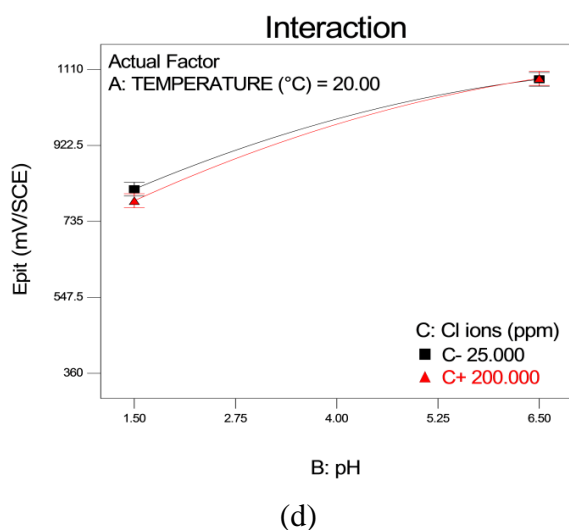 Interaction
Actual Factor
A: TEMPERATURE (°C) = 20.00
1110
922.5
735
547.5
360
Epit (mV/SCE)
C: Cl ions (ppm)
C- 25.000
C+ 200.000
1.50 2.75 4.00 5.25 6.50
B: pH
(d)